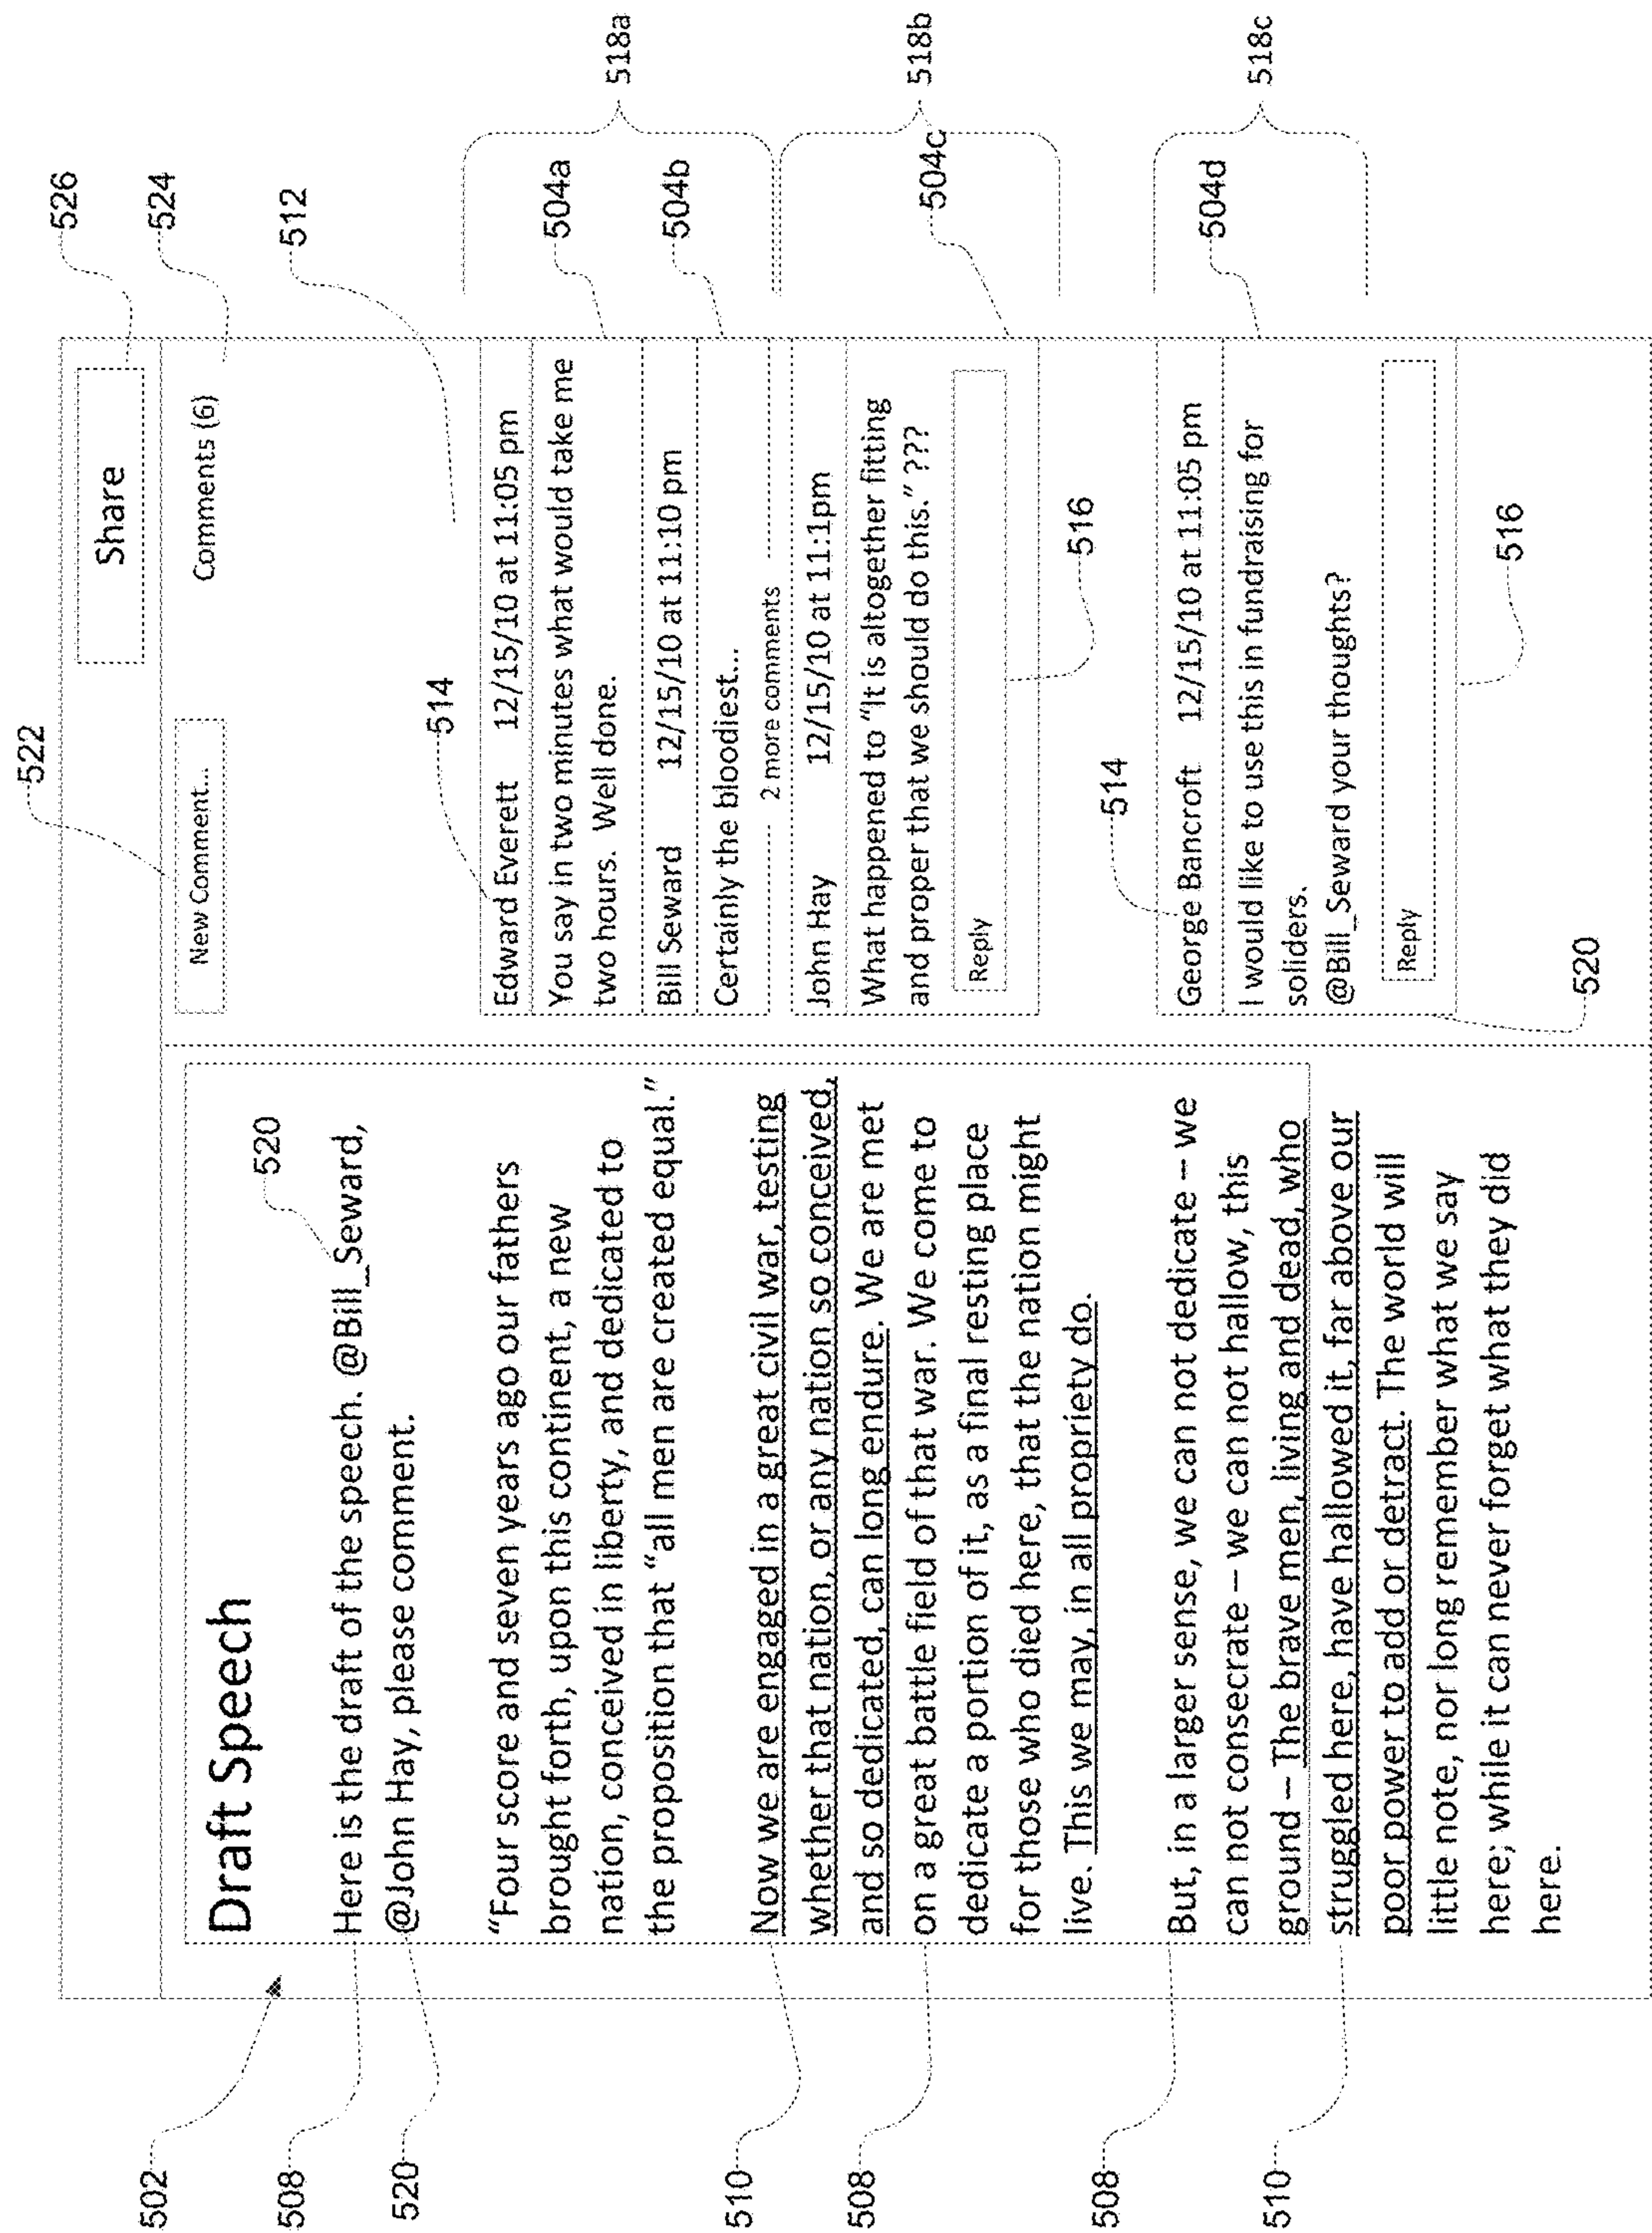 522
526
Share
524
New Comment...
Comments (6)
512
514
Edward Everett 12/15/10 at 11:05 pm
518a
You say in two minutes what would take me
two hours. Well done.
504a
Bill Seward 12/15/10 at 11:10 pm
Certainly the bloodiest...
504b
2 more comments
John Hay 12/15/10 at 11:1pm
518b
What happened to “It is altogether fitting
and proper that we should do this.” ???
504c
Reply
516
514
George Bancroft 12/15/10 at 11:05 pm
518c
504d
I would like to use this in fundraising for
soliders.
@Bill_Seward your thoughts?
Reply
516
520
502
Draft Speech
520
508
Here is the draft of the speech. @Bill_Seward,
520
@John Hay, please comment.
“Four score and seven years ago our fathers
brought forth, upon this continent, a new
nation, conceived in liberty, and dedicated to
the proposition that “all men are created equal.”
510
Now we are engaged in a great civil war, testing
whether that nation, or any nation so conceived,
and so dedicated, can long endure. We are met
508
on a great battle field of that war. We come to
dedicate a portion of it, as a final resting place
for those who died here, that the nation might
live. This we may, in all propriety do.
508
But, in a larger sense, we can not dedicate – we
can not consecrate – we can not hallow, this
ground – The brave men, living and dead, who
510
struggled here, have hallowed it, far above our
poor power to add or detract. The world will
little note, nor long remember what we say
here; while it can never forget what they did
here.